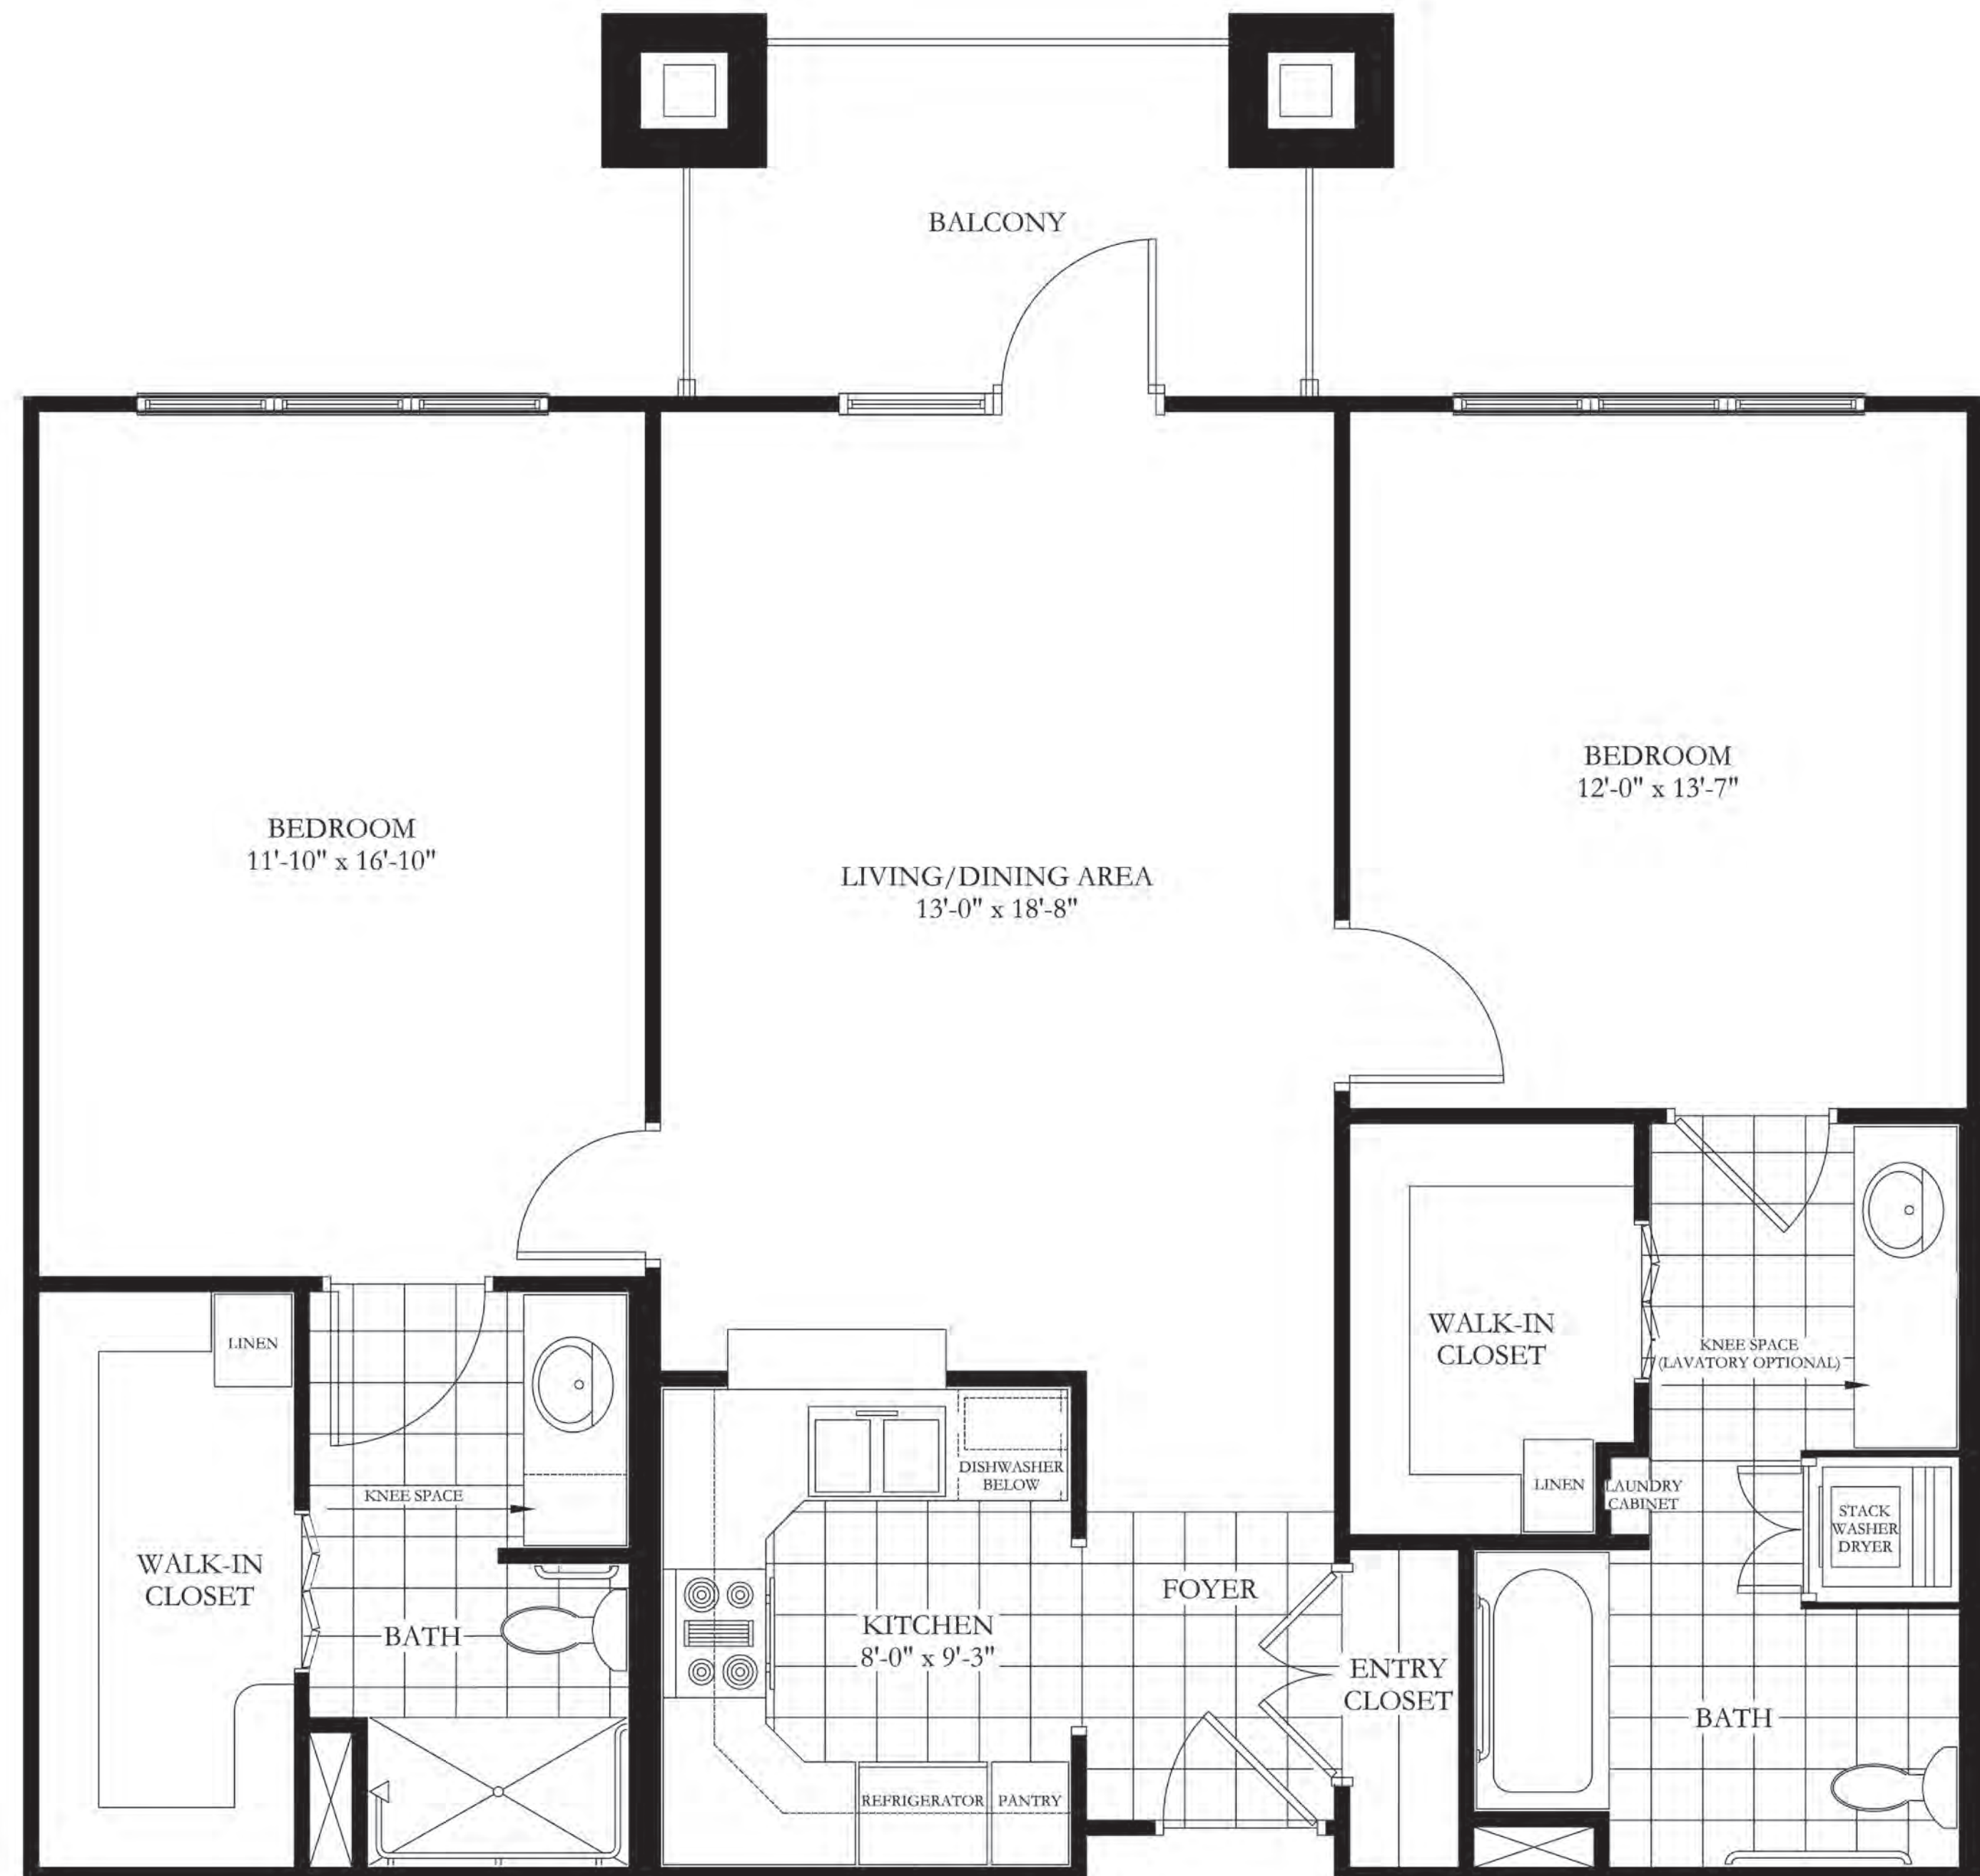 BALCONY
BEDROOM
12'-0" x 13'-7"
BEDROOM
11'-10" x 16'-10"
LIVING/DINING AREA
13'-0" x 18'-8"
LINEN
WALK-IN
CLOSET
KNEE SPACE
(LAVATORY OPTIONAL)
DISHWASHER
BELOW
LINEN
LAUNDRY
CABINET
KNEE SPACE
STACK
WASHER
DRYER
WALK-IN
CLOSET
FOYER
BATH
KITCHEN
8'-0" x 9'-3"
ENTRY
CLOSET
BATH
REFRIGERATOR
PANTRY